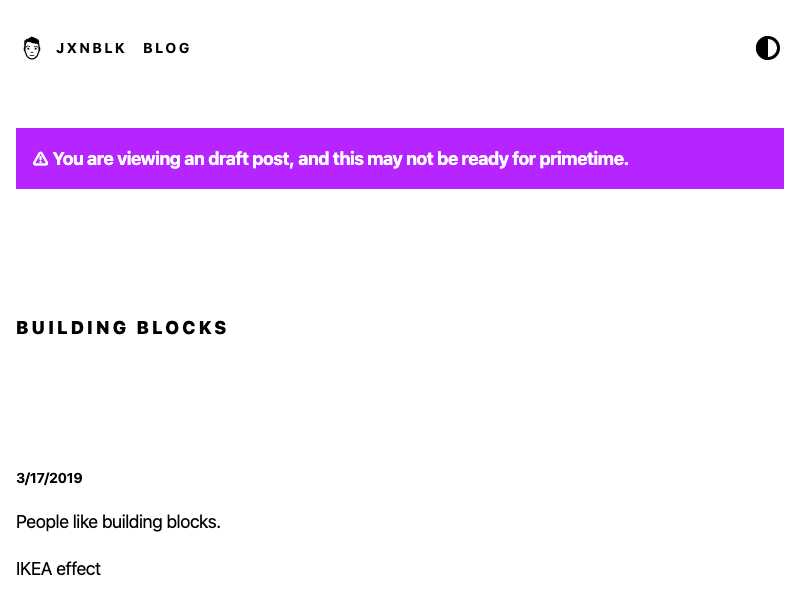 JXNBLK BLOG
⚠ You are viewing an draft post, and this may not be ready for primetime.
BUILDING BLOCKS
3/17/2019
People like building blocks.
IKEA effect